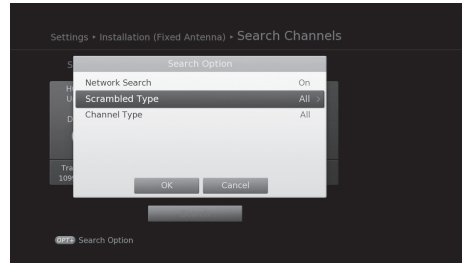 Settings • Installation (Fixed Antenna) • Search Channels
Search Option
Network Search On
Scrambled Type All >
Channel Type All
OK Cancel
OPT+ Search Option